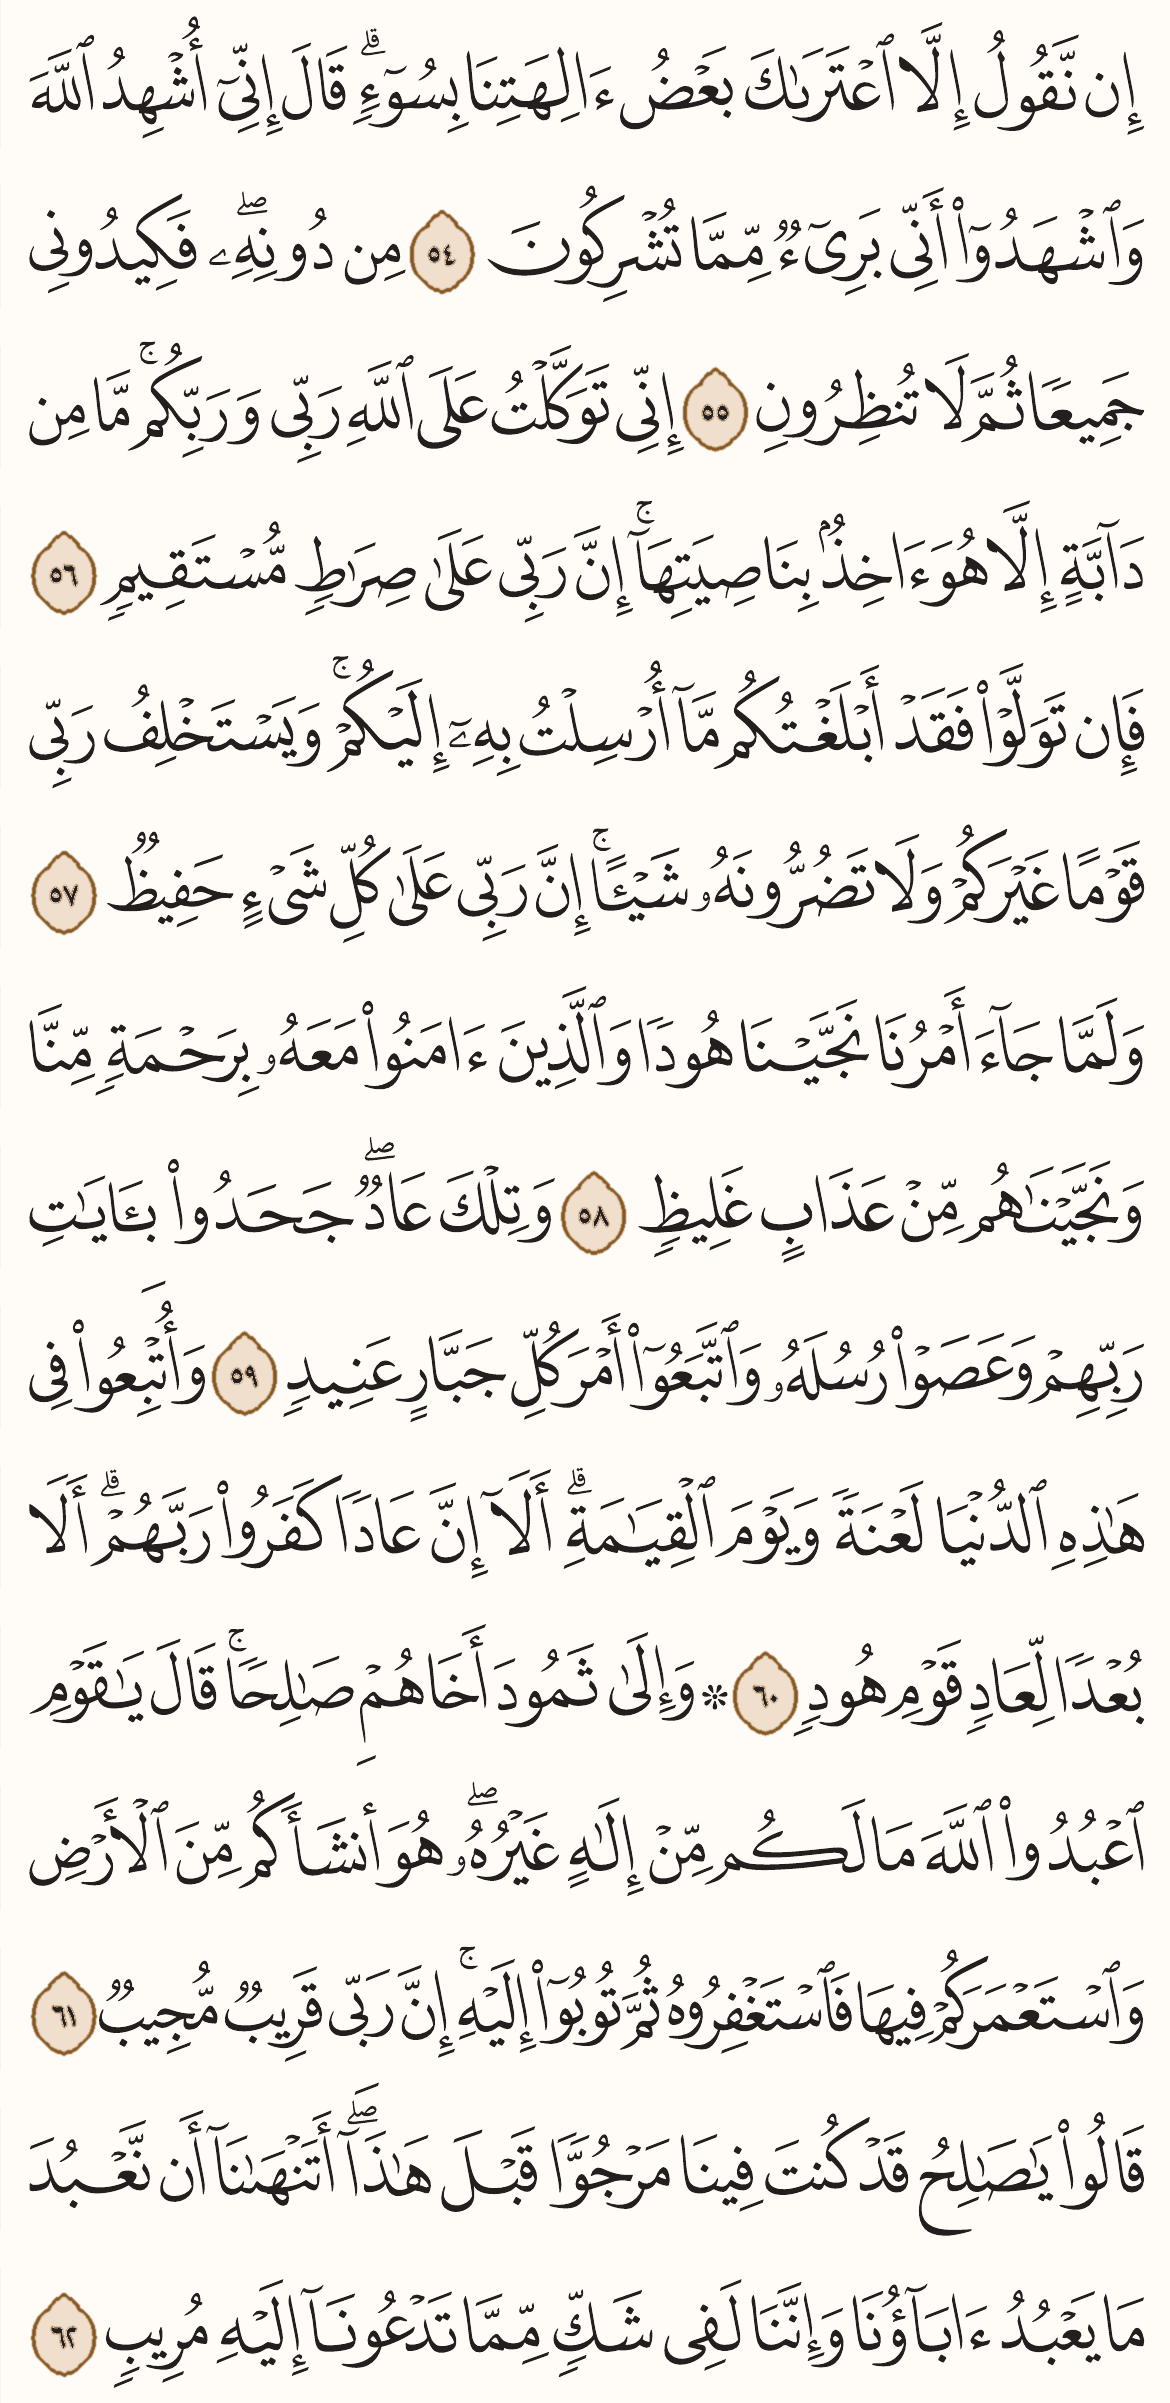 إِن نَّقُولُ إِلَّا ٱعْتَرَىٰكَ بَعْضُ ءَالِهَتِنَا بِسُوٓءٍۗ قَالَ إِنِّىٓ أُشْهِدُ ٱللَّهَ
وَٱشْهَدُوٓا۟ أَنِّى بَرِىٓءٌ مِّمَّا تُشْرِكُونَ ٥٤ مِن دُونِهِۦۖ فَكِيدُونِى
جَمِيعًا ثُمَّ لَا تُنظِرُونِ ٥٥ إِنِّى تَوَكَّلْتُ عَلَى ٱللَّهِ رَبِّى وَرَبِّكُمۚ مَّا مِن
دَآبَّةٍ إِلَّا هُوَ ءَاخِذٌۢ بِنَاصِيَتِهَآۚ إِنَّ رَبِّى عَلَىٰ صِرَٰطٍ مُّسْتَقِيمٍ ٥٦
فَإِن تَوَلَّوْا۟ فَقَدْ أَبْلَغْتُكُم مَّآ أُرْسِلْتُ بِهِۦٓ إِلَيْكُمْۚ وَيَسْتَخْلِفُ رَبِّى
قَوْمًا غَيْرَكُمْ وَلَا تَضُرُّونَهُۥ شَيْـًٔاۚ إِنَّ رَبِّى عَلَىٰ كُلِّ شَىْءٍ حَفِيظٌ ٥٧
وَلَمَّا جَآءَ أَمْرُنَا نَجَّيْنَا هُودًا وَٱلَّذِينَ ءَامَنُوا۟ مَعَهُۥ بِرَحْمَةٍ مِّنَّا
وَنَجَّيْنَٰهُم مِّنْ عَذَابٍ غَلِيظٍ ٥٨ وَتِلْكَ عَادٌۖ جَحَدُوا۟ بِـَٔايَٰتِ
رَبِّهِمْ وَعَصَوْا۟ رُسُلَهُۥ وَٱتَّبَعُوٓا۟ أَمْرَ كُلِّ جَبَّارٍ عَنِيدٍ ٥٩ وَأُتْبِعُوا۟ فِى
هَٰذِهِ ٱلدُّنْيَا لَعْنَةً وَيَوْمَ ٱلْقِيَٰمَةِۗ أَلَآ إِنَّ عَادًا كَفَرُوا۟ رَبَّهُمْۗ أَلَا
بُعْدًا لِّعَادٍ قَوْمِ هُودٍ ٦٠ ۞ وَإِلَىٰ ثَمُودَ أَخَاهُمْ صَٰلِحًاۚ قَالَ يَٰقَوْمِ
ٱعْبُدُوا۟ ٱللَّهَ مَا لَكُم مِّنْ إِلَٰهٍ غَيْرُهُۥۖ هُوَ أَنشَأَكُم مِّنَ ٱلْأَرْضِ
وَٱسْتَعْمَرَكُمْ فِيهَا فَٱسْتَغْفِرُوهُ ثُمَّ تُوبُوٓا۟ إِلَيْهِۚ إِنَّ رَبِّى قَرِيبٌ مُّجِيبٌ ٦١
قَالُوا۟ يَٰصَٰلِحُ قَدْ كُنتَ فِينَا مَرْجُوًّا قَبْلَ هَٰذَآۖ أَتَنْهَىٰنَآ أَن نَّعْبُدَ
مَا يَعْبُدُ ءَابَآؤُنَا وَإِنَّنَا لَفِى شَكٍّ مِّمَّا تَدْعُونَآ إِلَيْهِ مُرِيبٍ ٦٢